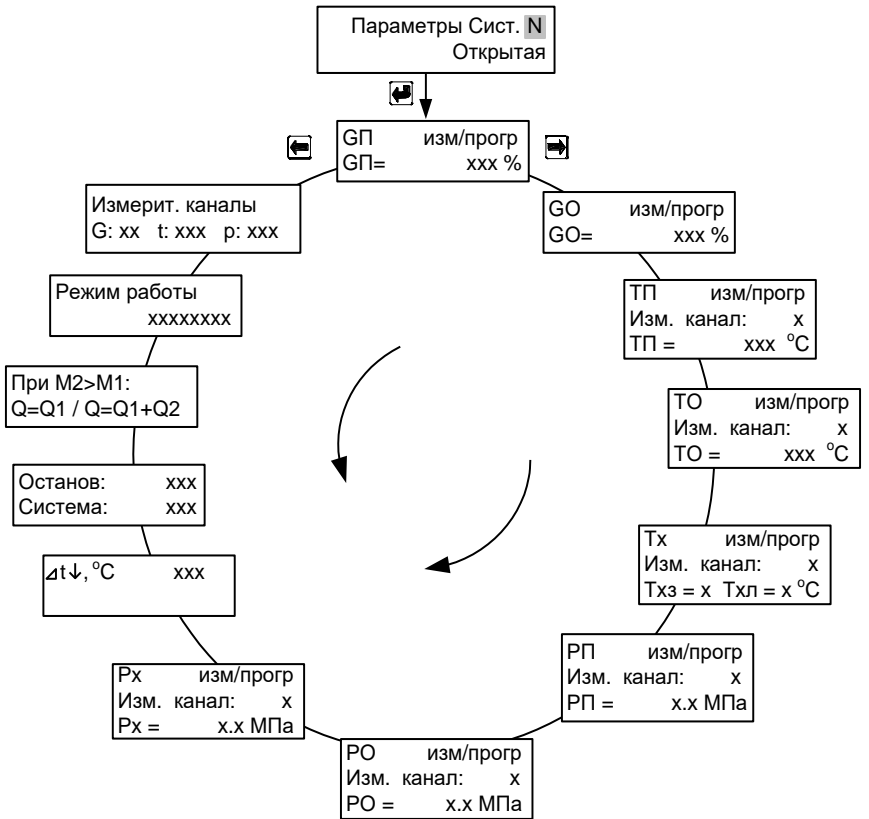 Параметры Сист. N
Открытая
GП изм/прогр
GП= xxx %
GО изм/прогр
GО= xxx %
ТП изм/прогр
Изм. канал: x
ТП = xxx °C
ТО изм/прогр
Изм. канал: x
ТО = xxx °C
Тх изм/прогр
Изм. канал: x
Тхз = x Тхл = x °C
РП изм/прогр
Изм. канал: x
РП = x.x МПа
РО изм/прогр
Изм. канал: x
РО = x.x МПа
Рх изм/прогр
Изм. канал: x
Рх = x.x МПа
⊿t↓, °C xxx
Останов: xxx
Система: xxx
При М2>М1:
Q=Q1 / Q=Q1+Q2
Режим работы
xxxxxxxx
Измерит. каналы
G: xx t: xxx p: xxx